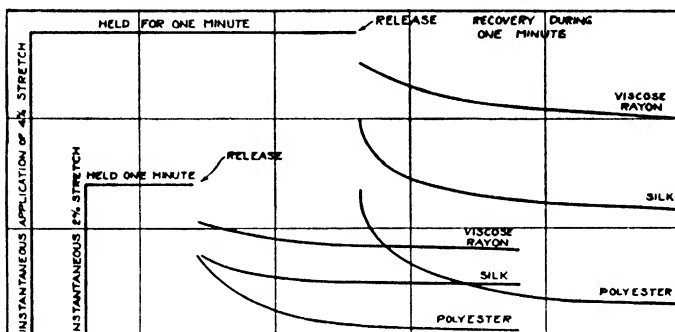 HELD FOR ONE MINUTE
RELEASE
RECOVERY DURING
ONE MINUTE
INSTANTANEOUS APPLICATION OF 4% STRETCH
VISCOSE
RAYON
RELEASE
HELD ONE MINUTE
INSTANTANEOUS 2% STRETCH
SILK
VISCOSE
RAYON
SILK
POLYESTER
POLYESTER